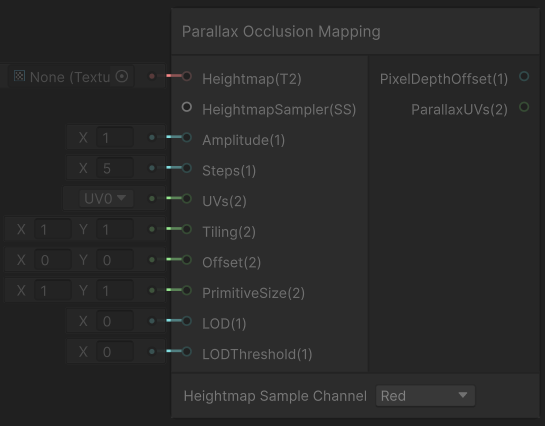 Parallax Occlusion Mapping
None (Textu
Heightmap(T2)
PixelDepthOffset(1)
HeightmapSampler(SS)
ParallaxUVs(2)
X 1
Amplitude(1)
X 5
Steps(1)
UV0
UVs(2)
X 1 Y 1
Tiling(2)
X 0 Y 0
Offset(2)
X 1 Y 1
PrimitiveSize(2)
X 0
LOD(1)
X 0
LODThreshold(1)
Heightmap Sample Channel
Red